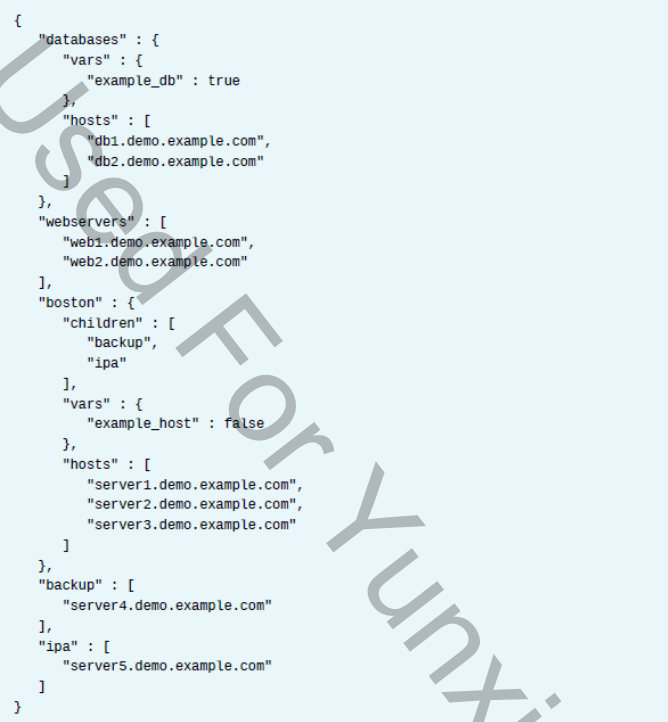 {
   "databases" : {
      "vars" : {
         "example_db" : true
      },
      "hosts" : [
         "db1.demo.example.com",
         "db2.demo.example.com"
      ]
   },
   "webservers" : [
      "web1.demo.example.com",
      "web2.demo.example.com"
   ],
   "boston" : {
      "children" : [
         "backup",
         "ipa"
      ],
      "vars" : {
         "example_host" : false
      },
      "hosts" : [
         "server1.demo.example.com",
         "server2.demo.example.com",
         "server3.demo.example.com"
      ]
   },
   "backup" : [
      "server4.demo.example.com"
   ],
   "ipa" : [
      "server5.demo.example.com"
   ]
}
Used For Yunxi